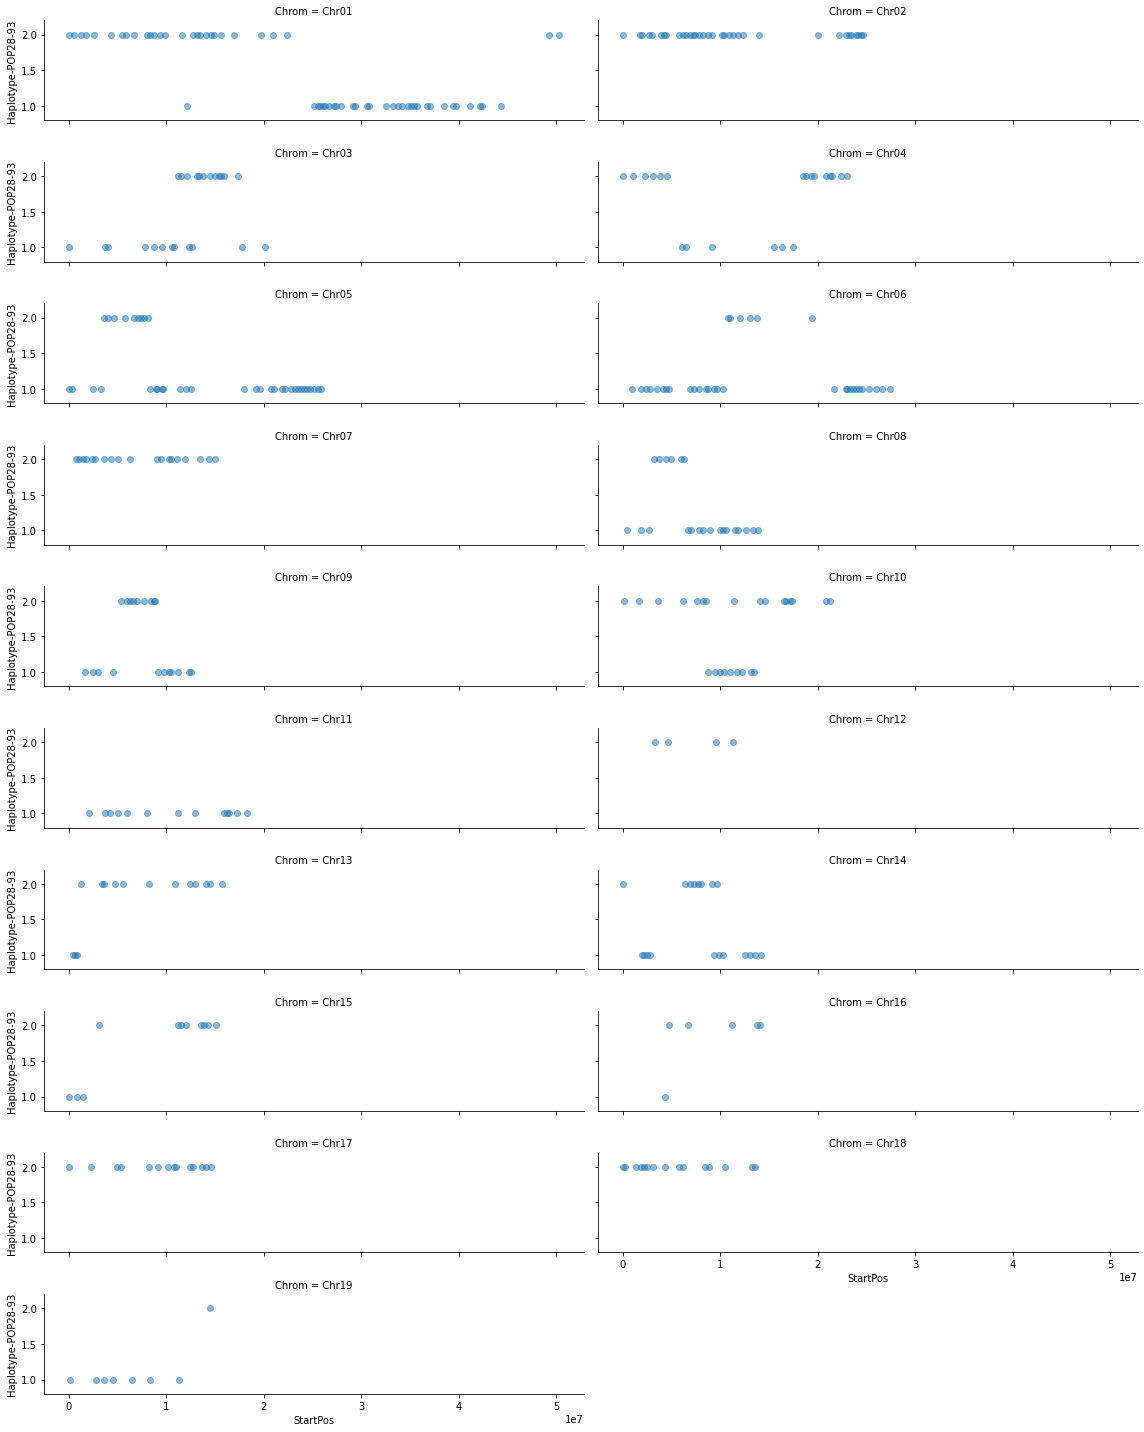 Chrom = Chr01
Chrom = Chr02
Haplotype-POP28-93
2.0
1.5
1.0
Chrom = Chr03
Chrom = Chr04
Haplotype-POP28-93
2.0
1.5
1.0
Chrom = Chr05
Chrom = Chr06
Haplotype-POP28-93
2.0
1.5
1.0
Chrom = Chr07
Chrom = Chr08
Haplotype-POP28-93
2.0
1.5
1.0
Chrom = Chr09
Chrom = Chr10
Haplotype-POP28-93
2.0
1.5
1.0
Chrom = Chr11
Chrom = Chr12
Haplotype-POP28-93
2.0
1.5
1.0
Chrom = Chr13
Chrom = Chr14
Haplotype-POP28-93
2.0
1.5
1.0
Chrom = Chr15
Chrom = Chr16
Haplotype-POP28-93
2.0
1.5
1.0
Chrom = Chr17
Chrom = Chr18
Haplotype-POP28-93
2.0
1.5
1.0
0 1 2 3 4 5
StartPos
1e7
Chrom = Chr19
Haplotype-POP28-93
2.0
1.5
1.0
0 1 2 3 4 5
StartPos
1e7